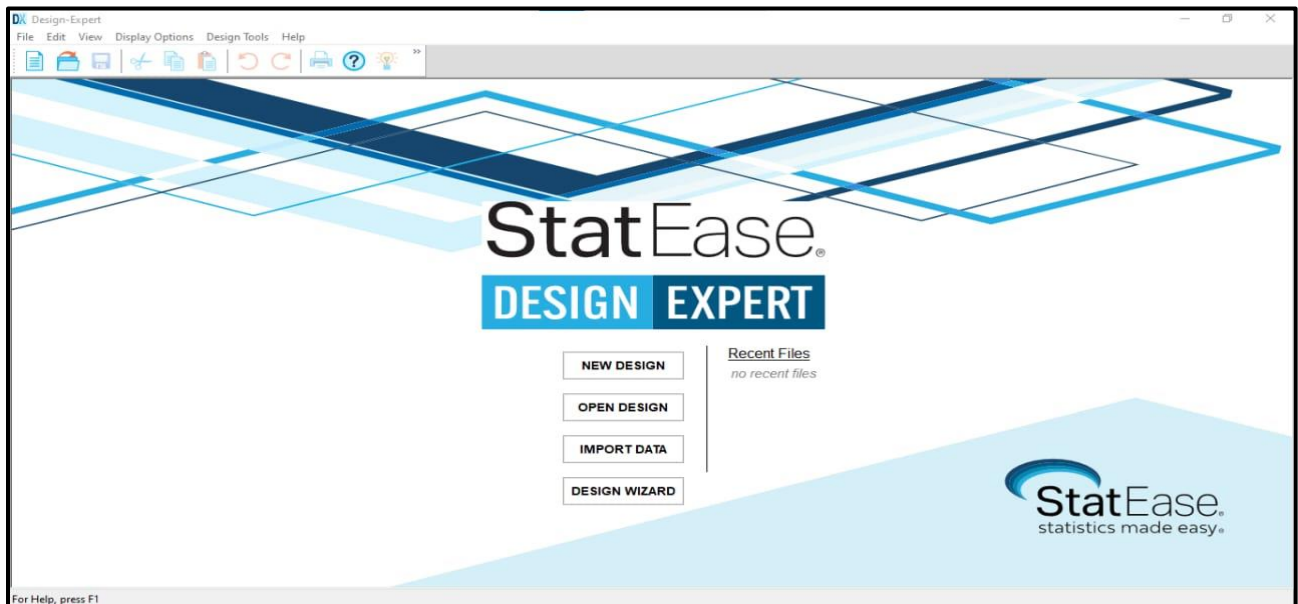 DX Design-Expert
File Edit View Display Options Design Tools Help
»
StatEase®
DESIGN EXPERT
NEW DESIGN
OPEN DESIGN
IMPORT DATA
DESIGN WIZARD
Recent Files
no recent files
StatEase®
statistics made easy®
For Help, press F1